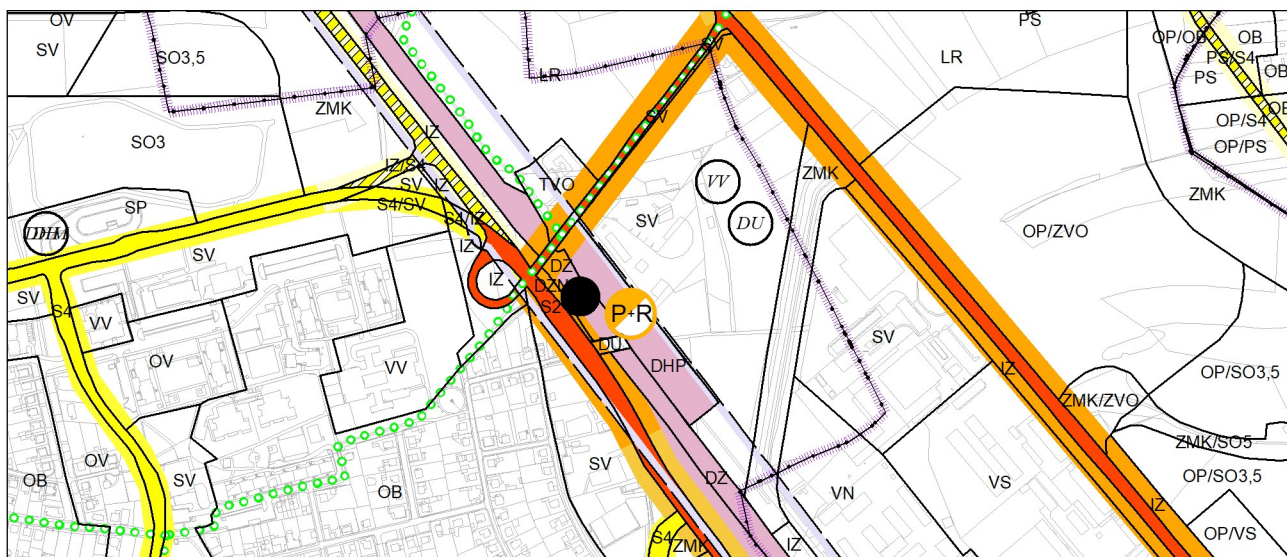 OV
SV
SO3,5
ZMK
LR
SV
PS
LR
OP/OB
OB
PS/S4
PS
OB
OB
OP/S4
OP/PS
ZMK
SO3
IZ
IZ/S4
IZ
SV
S4/SV
S4/IZ
IZ
IZ
SV
TVO
SV
VV
DU
ZMK
OP/ZVO
SP
SV
SV
S4
VV
OV
VV
DZ
DZN
S2
P+R
DU
DHP
SV
IZ
OP/SO3,5
ZMK/ZVO
ZMK/SO5
OP/SO3,5
OB
OV
SV
OB
SV
DZ
VN
VS
IZ
OP/VS
S4
ZMK
IZ